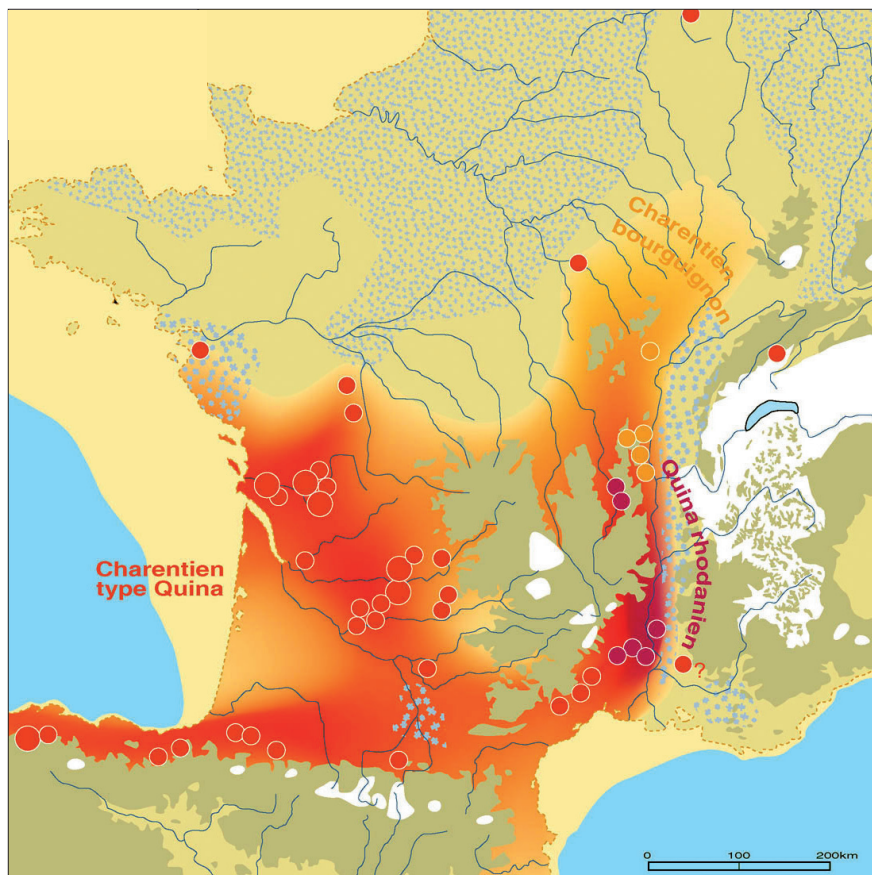 Charentien
bourguignon
Quina rhodanien
Charentien
type Quina
?
0 100 200km